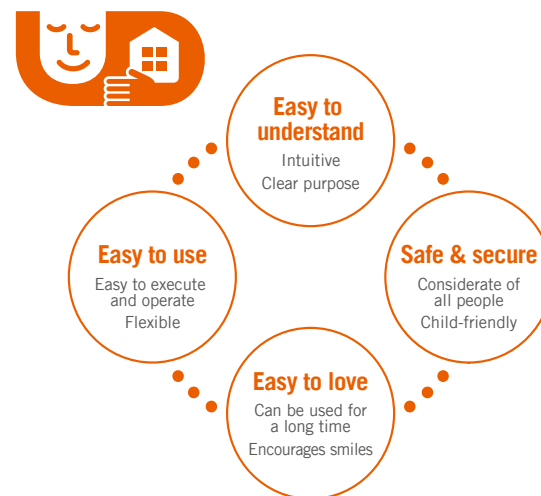 Easy to
understand
Intuitive
Clear purpose
Easy to use
Easy to execute
and operate
Flexible
Safe & secure
Considerate of
all people
Child-friendly
Easy to love
Can be used for
a long time
Encourages smiles